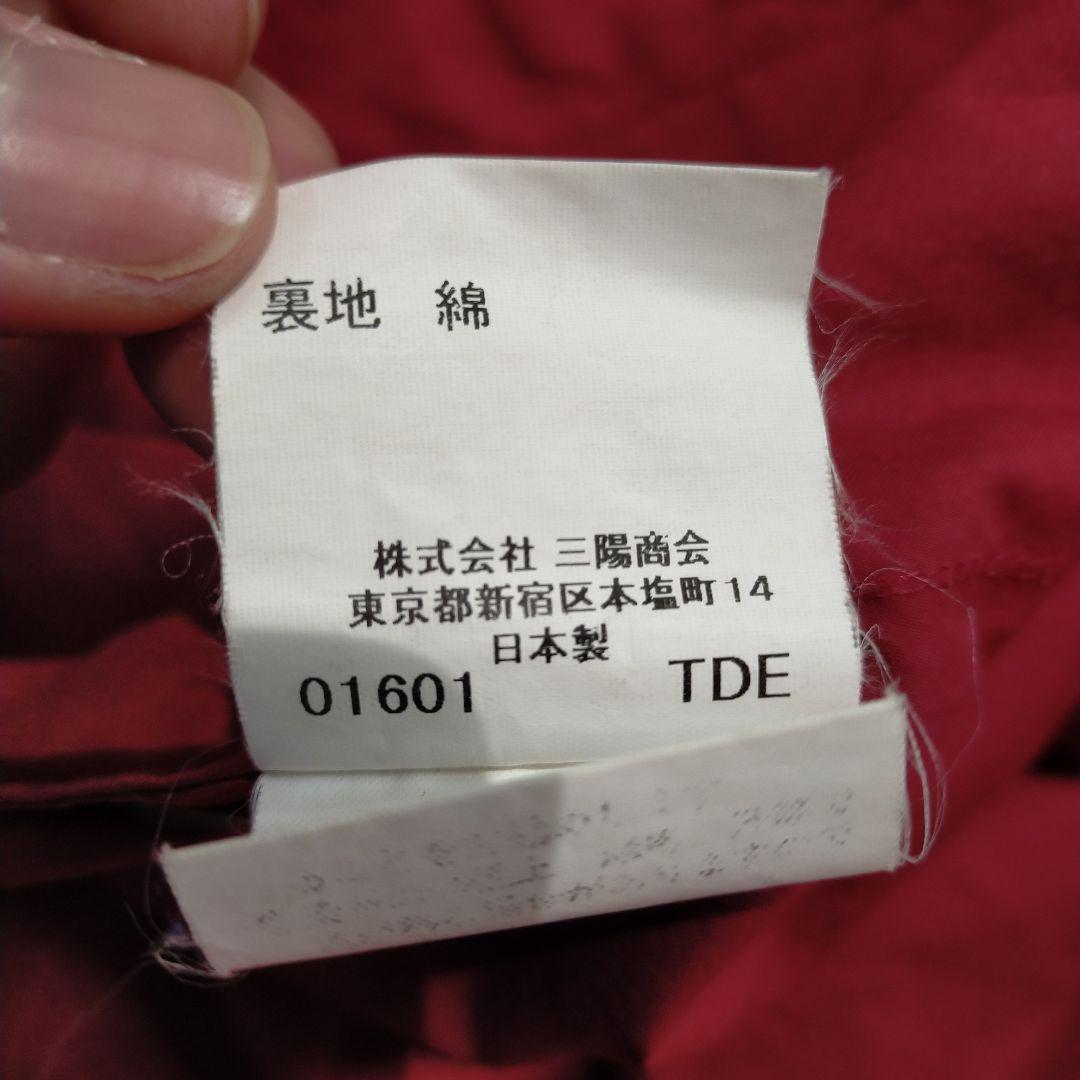 裏地　綿
株式会社 三陽商会
東京都新宿区本塩町14
日本製
01601　TDE